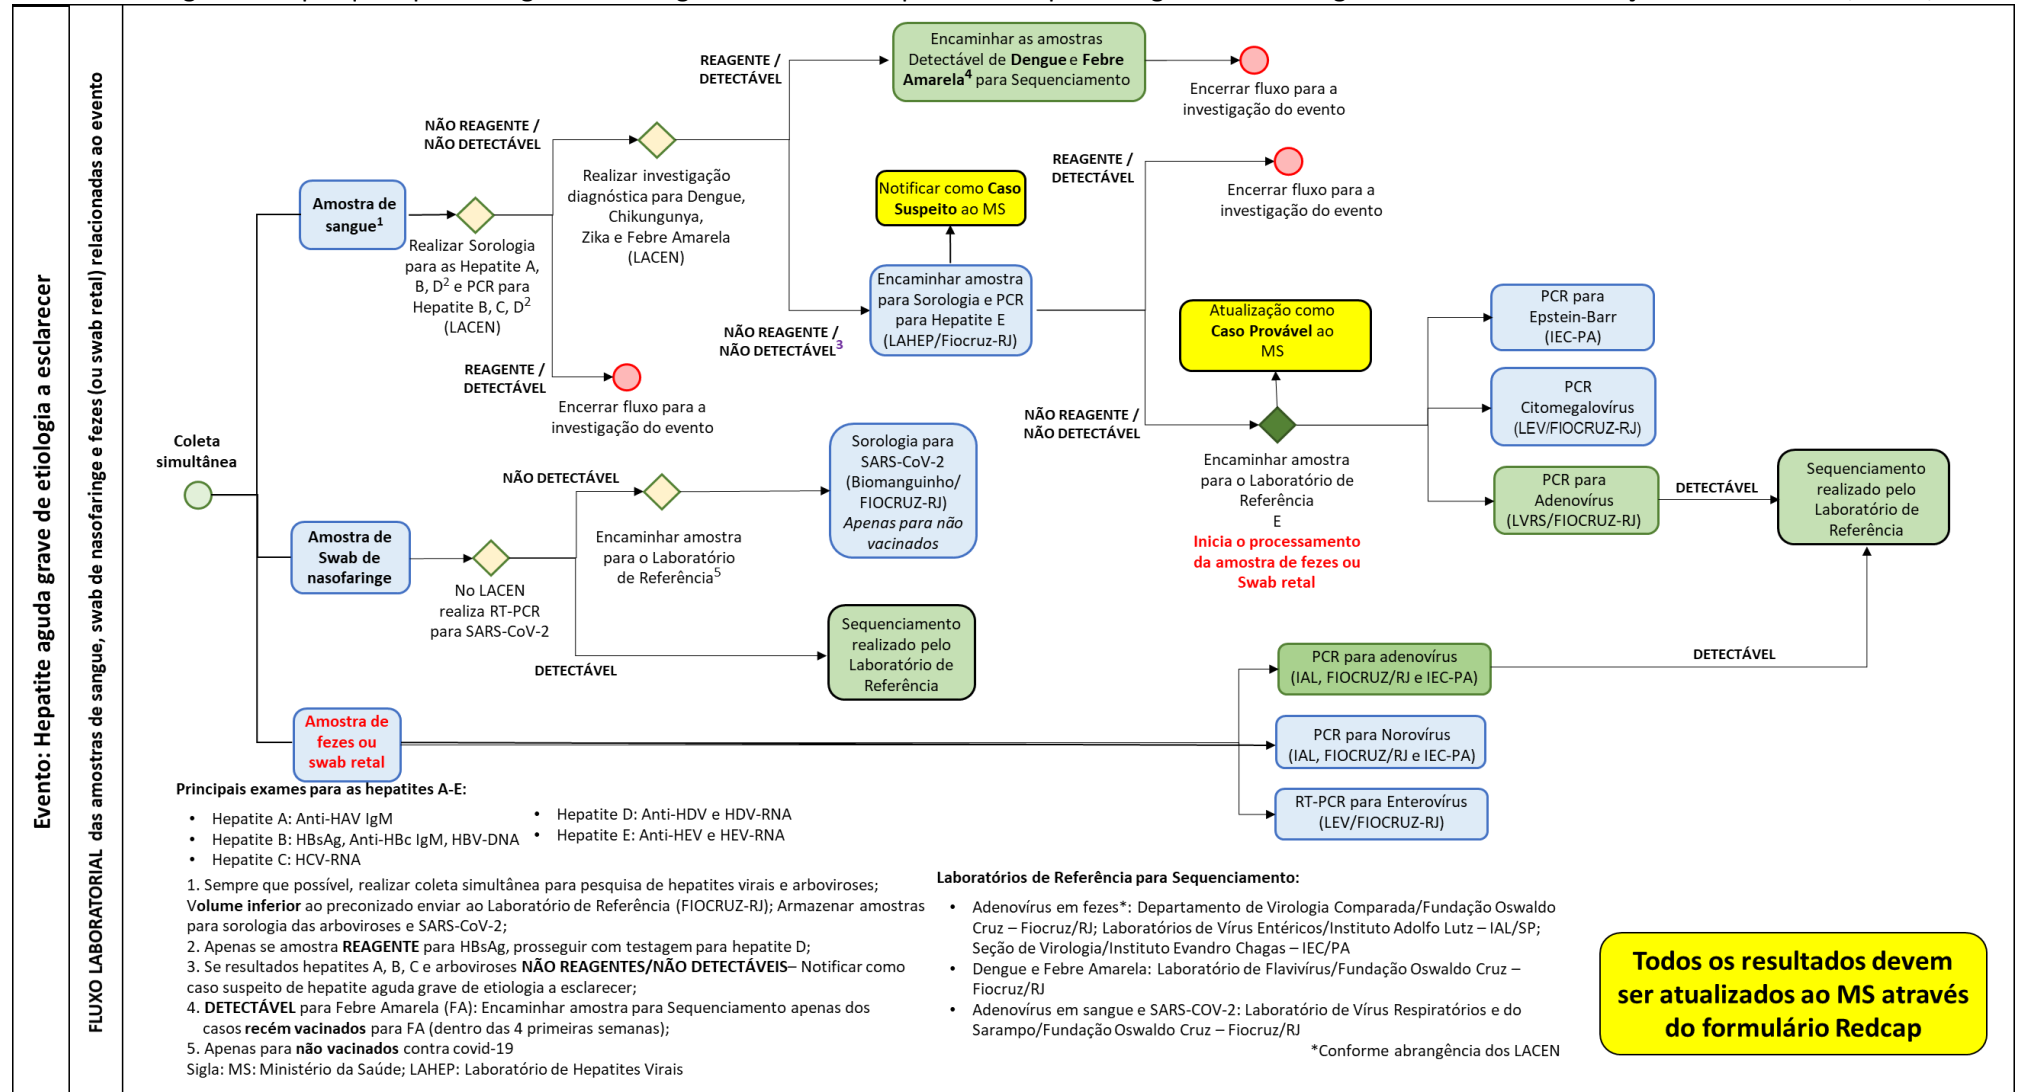 Evento: Hepatite aguda grave de etiologia a esclarecer
FLUXO LABORATORIAL das amostras de sangue, swab de nasofaringe e fezes (ou swab retal) relacionadas ao evento
Coleta
simultânea
Amostra de
sangue1
Realizar Sorologia
para as Hepatite A,
B, D2 e PCR para
Hepatite B, C, D2
(LACEN)
NÃO REAGENTE /
NÃO DETECTÁVEL
REAGENTE /
DETECTÁVEL
Encerrar fluxo para a
investigação do evento
Realizar investigação
diagnóstica para Dengue,
Chikungunya,
Zika e Febre Amarela
(LACEN)
REAGENTE /
DETECTÁVEL
Encaminhar as amostras
Detectável de Dengue e Febre
Amarela4 para Sequenciamento
Encerrar fluxo para a
investigação do evento
NÃO REAGENTE /
NÃO DETECTÁVEL3
Notificar como Caso
Suspeito ao MS
Encaminhar amostra
para Sorologia e PCR
para Hepatite E
(LAHEP/Fiocruz-RJ)
REAGENTE /
DETECTÁVEL
Encerrar fluxo para a
investigação do evento
NÃO REAGENTE /
NÃO DETECTÁVEL
Atualização como
Caso Provável ao
MS
Encaminhar amostra
para o Laboratório de
Referência
E
Inicia o processamento
da amostra de fezes ou
Swab retal
PCR para
Epstein-Barr
(IEC-PA)
PCR
Citomegalovírus
(LEV/FIOCRUZ-RJ)
PCR para
Adenovírus
(LVRS/FIOCRUZ-RJ)
DETECTÁVEL
Sequenciamento
realizado pelo
Laboratório de
Referência
Amostra de
Swab de
nasofaringe
No LACEN
realiza RT-PCR
para SARS-CoV-2
NÃO DETECTÁVEL
Encaminhar amostra
para o Laboratório
de Referência5
Sorologia para
SARS-CoV-2
(Biomanguinho/
FIOCRUZ-RJ)
Apenas para não
vacinados
DETECTÁVEL
Sequenciamento
realizado pelo
Laboratório de
Referência
Amostra de
fezes ou
swab retal
PCR para adenovírus
(IAL, FIOCRUZ/RJ e IEC-PA)
DETECTÁVEL
PCR para Norovírus
(IAL, FIOCRUZ/RJ e IEC-PA)
RT-PCR para Enterovírus
(LEV/FIOCRUZ-RJ)
Principais exames para as hepatites A-E:
• Hepatite A: Anti-HAV IgM
• Hepatite B: HBsAg, Anti-HBc IgM, HBV-DNA
• Hepatite C: HCV-RNA
• Hepatite D: Anti-HDV e HDV-RNA
• Hepatite E: Anti-HEV e HEV-RNA
1. Sempre que possível, realizar coleta simultânea para pesquisa de hepatites virais e arboviroses;
Volume inferior ao preconizado enviar ao Laboratório de Referência (FIOCRUZ-RJ); Armazenar amostras
para sorologia das arboviroses e SARS-CoV-2;
2. Apenas se amostra REAGENTE para HBsAg, prosseguir com testagem para hepatite D;
3. Se resultados hepatites A, B, C e arboviroses NÃO REAGENTES/NÃO DETECTÁVEIS– Notificar como
caso suspeito de hepatite aguda grave de etiologia a esclarecer;
4. DETECTÁVEL para Febre Amarela (FA): Encaminhar amostra para Sequenciamento apenas dos
casos recém vacinados para FA (dentro das 4 primeiras semanas);
5. Apenas para não vacinados contra covid-19
Sigla: MS: Ministério da Saúde; LAHEP: Laboratório de Hepatites Virais
Laboratórios de Referência para Sequenciamento:
• Adenovírus em fezes*: Departamento de Virologia Comparada/Fundação Oswaldo
Cruz – Fiocruz/RJ; Laboratórios de Vírus Entéricos/Instituto Adolfo Lutz – IAL/SP;
Seção de Virologia/Instituto Evandro Chagas – IEC/PA
• Dengue e Febre Amarela: Laboratório de Flavivírus/Fundação Oswaldo Cruz –
Fiocruz/RJ
• Adenovírus em sangue e SARS-COV-2: Laboratório de Vírus Respiratórios e do
Sarampo/Fundação Oswaldo Cruz – Fiocruz/RJ
*Conforme abrangência dos LACEN
Todos os resultados devem
ser atualizados ao MS através
do formulário Redcap